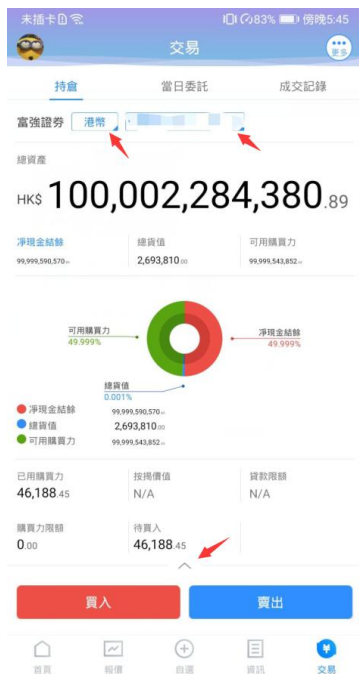 未插卡 83% 傍晚5:45
交易
更多
持倉 當日委託 成交記錄
富強證券 港幣
總資產
HK$ 100,002,284,380.89
淨現金結餘 總貨值 可用購買力
99,999,590,570 2,693,810.00 99,999,543,852
可用購買力 49.999%
淨現金結餘 49.999%
總貨值 0.001%
淨現金結餘 99,999,590,570
總貨值 2,693,810.00
可用購買力 99,999,543,852
已用購買力 按揭價值 貸款限額
46,188.45 N/A N/A
購買力限額 待買入
0.00 46,188.45
買入 賣出
首頁 報價 自選 資訊 交易